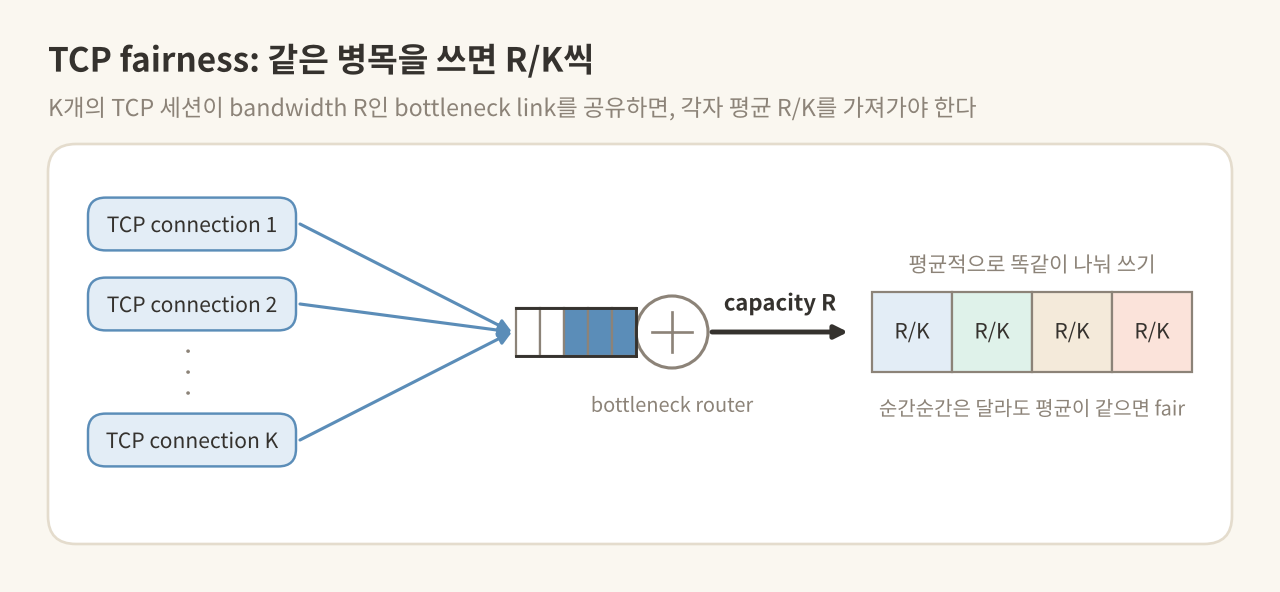 TCP fairness: 같은 병목을 쓰면 R/K씩
K개의 TCP 세션이 bandwidth R인 bottleneck link를 공유하면, 각자 평균 R/K를 가져가야 한다
TCP connection 1
TCP connection 2
TCP connection K
bottleneck router
capacity R
평균적으로 똑같이 나눠 쓰기
R/K R/K R/K R/K
순간순간은 달라도 평균이 같으면 fair